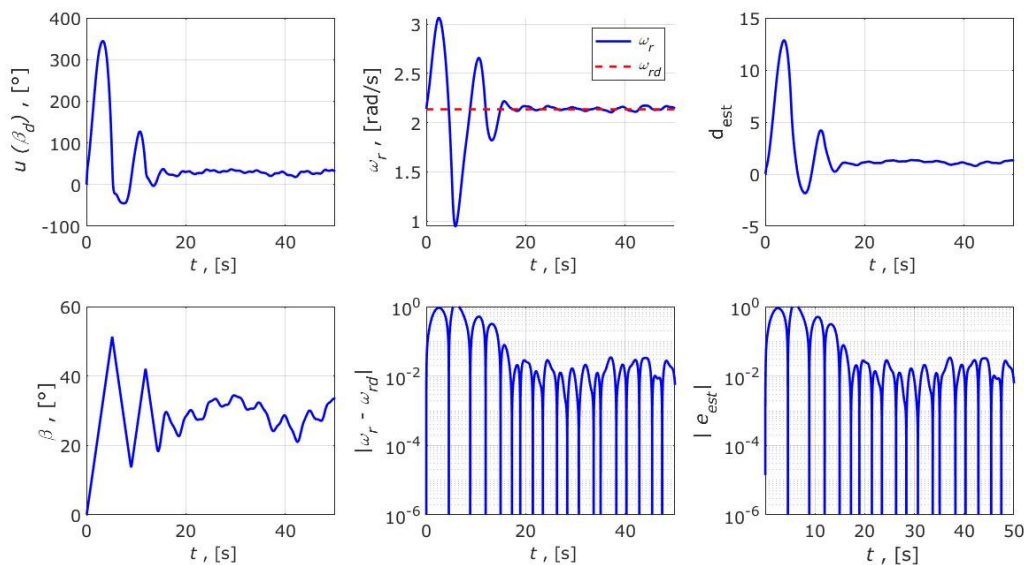 u (β_d) , [°]
400
300
200
100
0
-100
0 20 40
t , [s]
ω_r , [rad/s]
3
2.5
2
1.5
1
0 20 40
t , [s]
ω_r
ω_rd
d_est
15
10
5
0
-5
0 20 40
t , [s]
β , [°]
60
40
20
0
0 20 40
t , [s]
|ω_r - ω_rd|
10^0
10^-2
10^-4
10^-6
0 20 40
t , [s]
| e_est|
10^0
10^-2
10^-4
10^-6
10 20 30 40 50
t , [s]